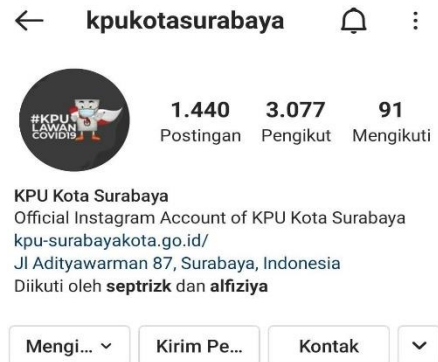 kpukotasurabaya
#KPU
LAWAN
COVID19
1.440 3.077 91
Postingan Pengikut Mengikuti
KPU Kota Surabaya
Official Instagram Account of KPU Kota Surabaya
kpu-surabayakota.go.id/
Jl Adityawarman 87, Surabaya, Indonesia
Diikuti oleh septrizk dan alfiziya
Mengi... Kirim Pe... Kontak